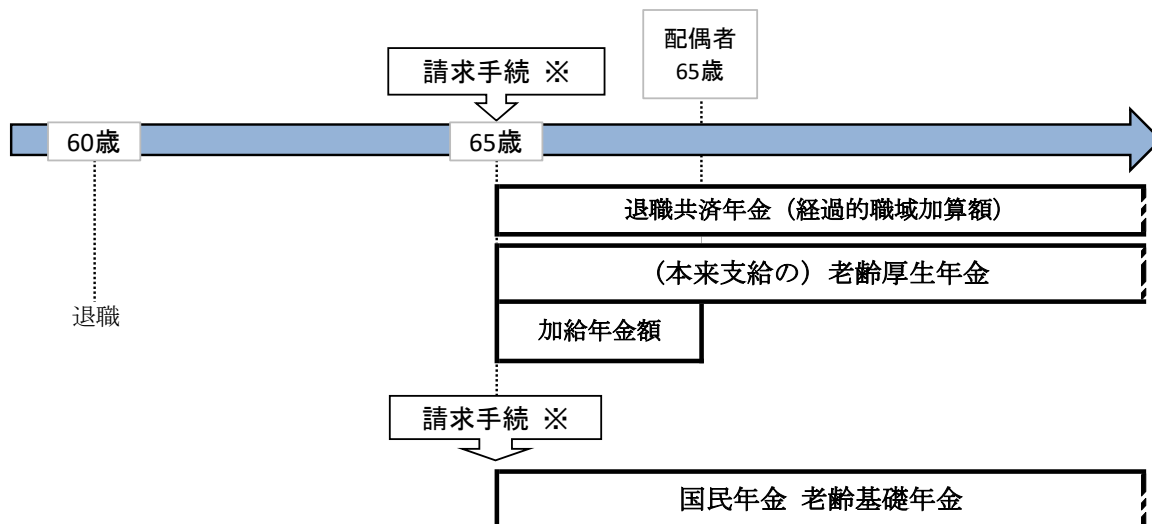 配偶者
65歳
請求手続 ※
60歳
65歳
退職共済年金（経過的職域加算額）
（本来支給の）老齢厚生年金
退職
加給年金額
請求手続 ※
国民年金 老齢基礎年金